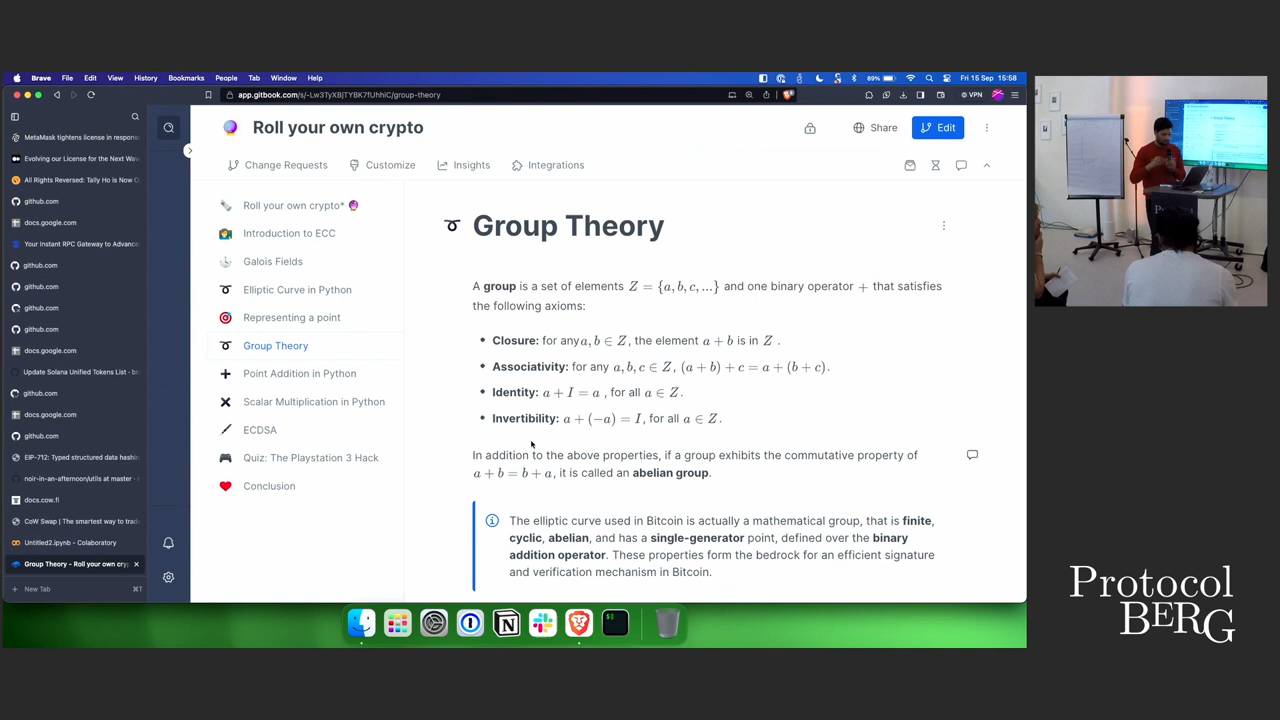 Brave File Edit View History Bookmarks People Tab Window Help
89%
Fri 15 Sep 15:58
app.gitbook.com/s/-Lw3TyXBjTYBK7fUhhiC/group-theory
VPN
MetaMask tightens license in respons
Evolving our License for the Next Wav
All Rights Reversed: Tally Ho is Now O
github.com
docs.google.com
Your Instant RPC Gateway to Advance
github.com
github.com
github.com
github.com
docs.google.com
Update Solana Unified Tokens List · b
github.com
docs.google.com
github.com
EIP-712: Typed structured data hashin
noir-in-an-afternoon/utils at master ·
docs.cow.fi
CoW Swap | The smartest way to trad
Untitled2.ipynb - Colaboratory
Group Theory - Roll your own cryp
New Tab ⌘T
Roll your own crypto
Share
Edit
Change Requests
Customize
Insights
Integrations
Roll your own crypto*
Introduction to ECC
Galois Fields
Elliptic Curve in Python
Representing a point
Group Theory
Point Addition in Python
Scalar Multiplication in Python
ECDSA
Quiz: The Playstation 3 Hack
Conclusion
Group Theory
A group is a set of elements Z = {a, b, c, ...} and one binary operator + that satisfies
the following axioms:
• Closure: for any a, b ∈ Z, the element a + b is in Z .
• Associativity: for any a, b, c ∈ Z, (a + b) + c = a + (b + c).
• Identity: a + I = a , for all a ∈ Z.
• Invertibility: a + (−a) = I, for all a ∈ Z.
In addition to the above properties, if a group exhibits the commutative property of
a + b = b + a, it is called an abelian group.
The elliptic curve used in Bitcoin is actually a mathematical group, that is finite,
cyclic, abelian, and has a single-generator point, defined over the binary
addition operator. These properties form the bedrock for an efficient signature
and verification mechanism in Bitcoin.
Protocol
BERG